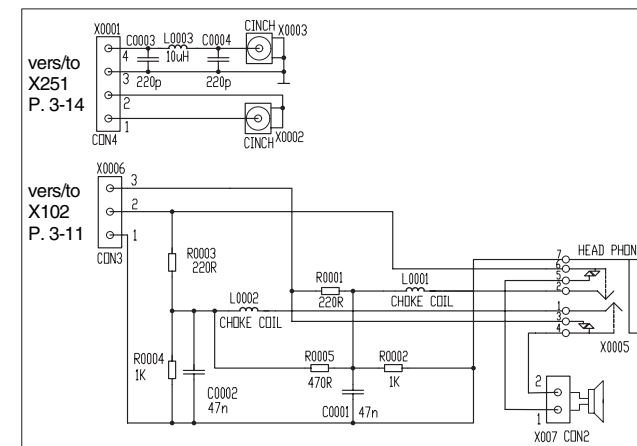 X0001
C0003
L0003
C0004
CINCH
X0003
10uH
4
3
2
1
220p
220p
vers/to
X251
P. 3-14
CON4
CINCH
X0002
X0006
3
2
1
vers/to
X102
P. 3-11
CON3
R0003
220R
HEAD PHON
7
6
5
2
R0001
L0001
220R
CHOKE COIL
L0002
CHOKE COIL
1
3
4
X0005
R0004
1K
R0005
R0002
470R
1K
C0002
47n
C0001
47n
2
1
X007 CON2